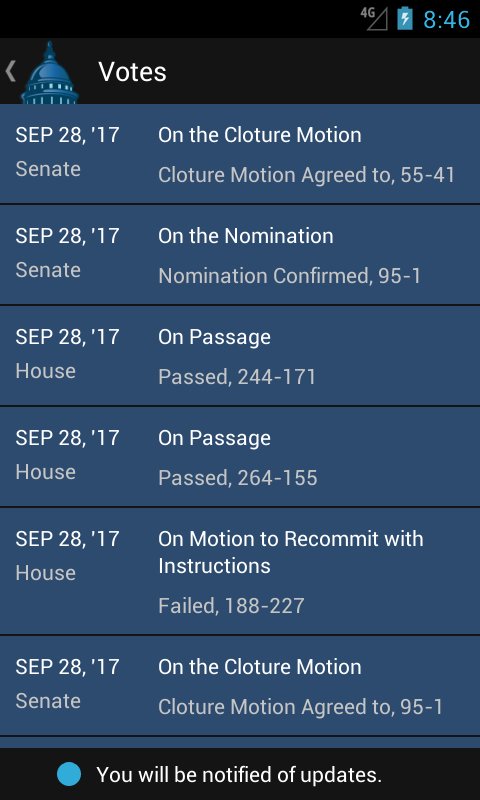 4G 8:46
Votes
SEP 28, '17 On the Cloture Motion
Senate Cloture Motion Agreed to, 55-41
SEP 28, '17 On the Nomination
Senate Nomination Confirmed, 95-1
SEP 28, '17 On Passage
House Passed, 244-171
SEP 28, '17 On Passage
House Passed, 264-155
SEP 28, '17 On Motion to Recommit with
Instructions
House
Failed, 188-227
SEP 28, '17 On the Cloture Motion
Senate Cloture Motion Agreed to, 95-1
You will be notified of updates.